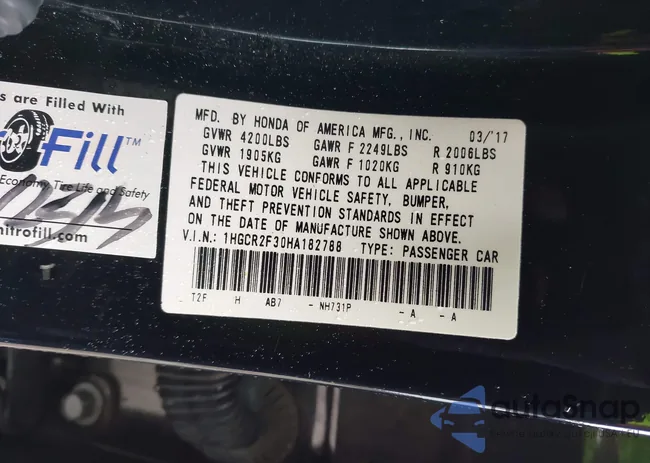 s are Filled With
Fill™
Economy Tire Life and Safety
nitrofill.com
MFD. BY HONDA OF AMERICA MFG., INC. 03/'17
GVWR 4200LBS GAWR F 2249LBS R 2006LBS
GVWR 1905KG GAWR F 1020KG R 910KG
THIS VEHICLE CONFORMS TO ALL APPLICABLE
FEDERAL MOTOR VEHICLE SAFETY, BUMPER,
AND THEFT PREVENTION STANDARDS IN EFFECT
ON THE DATE OF MANUFACTURE SHOWN ABOVE.
V.I.N.: 1HGCR2F30HA182788 TYPE: PASSENGER CAR
T2F H AB7 - NH731P - A - A
autoSnap